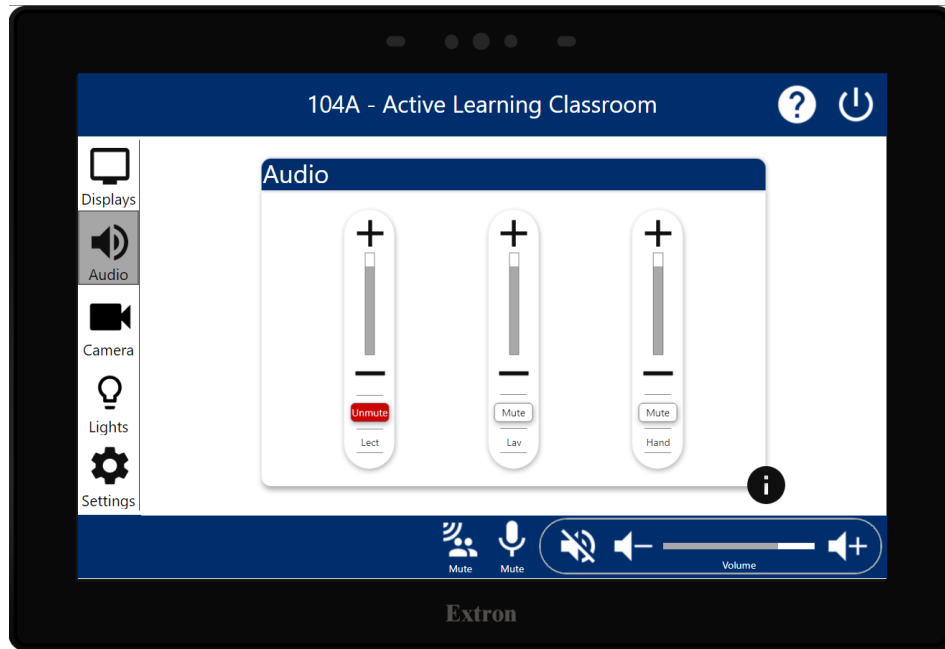 104A - Active Learning Classroom
?
Displays
Audio
Camera
Lights
Settings
Audio
Unmute
Mute
Mute
Lect
Lav
Hand
i
Mute
Mute
Volume
Extron